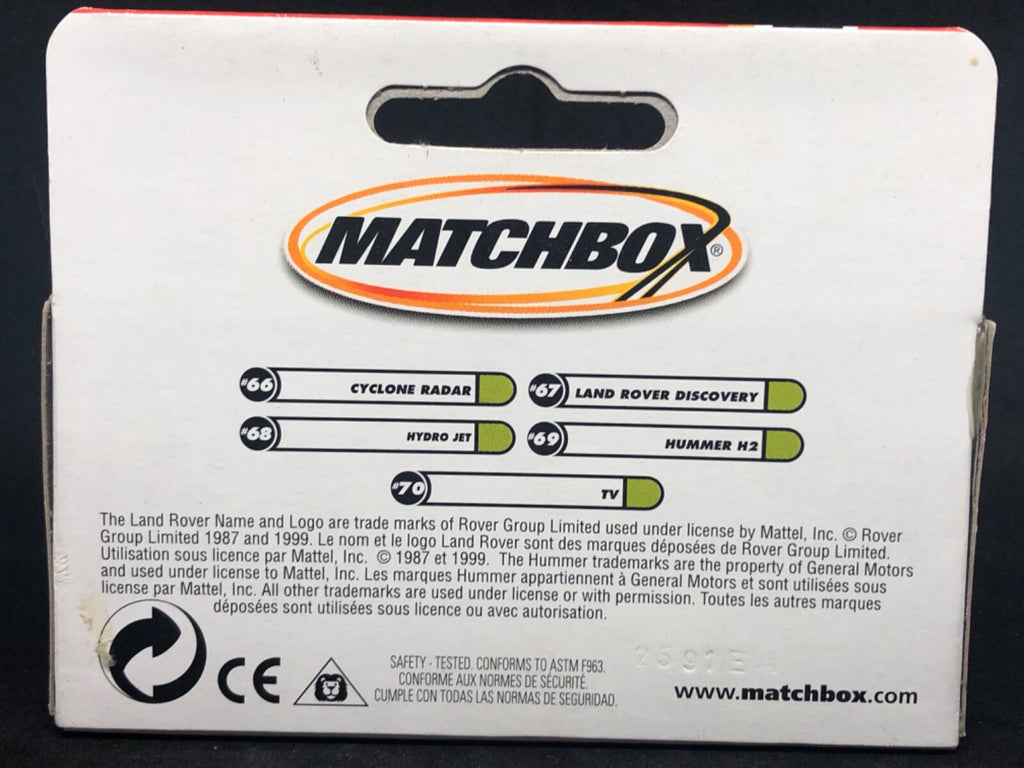 MATCHBOX®
#66 CYCLONE RADAR
#67 LAND ROVER DISCOVERY
#68 HYDRO JET
#69 HUMMER H2
#70 TV
The Land Rover Name and Logo are trade marks of Rover Group Limited used under license by Mattel, Inc. © Rover
Group Limited 1987 and 1999. Le nom et le logo Land Rover sont des marques déposées de Rover Group Limited.
Utilisation sous licence par Mattel, Inc. © 1987 et 1999. The Hummer trademarks are the property of General Motors
and used under license to Mattel, Inc. Les marques Hummer appartiennent à General Motors et sont utilisées sous
license par Mattel, Inc. All other trademarks are used under license or with permission. Toutes les autres marques
déposées sont utilisées sous licence ou avec autorisation.
CE
SAFETY - TESTED. CONFORMS TO ASTM F963.
CONFORME AUX NORMES DE SÉCURITÉ.
CUMPLE CON TODAS LAS NORMAS DE SEGURIDAD.
www.matchbox.com